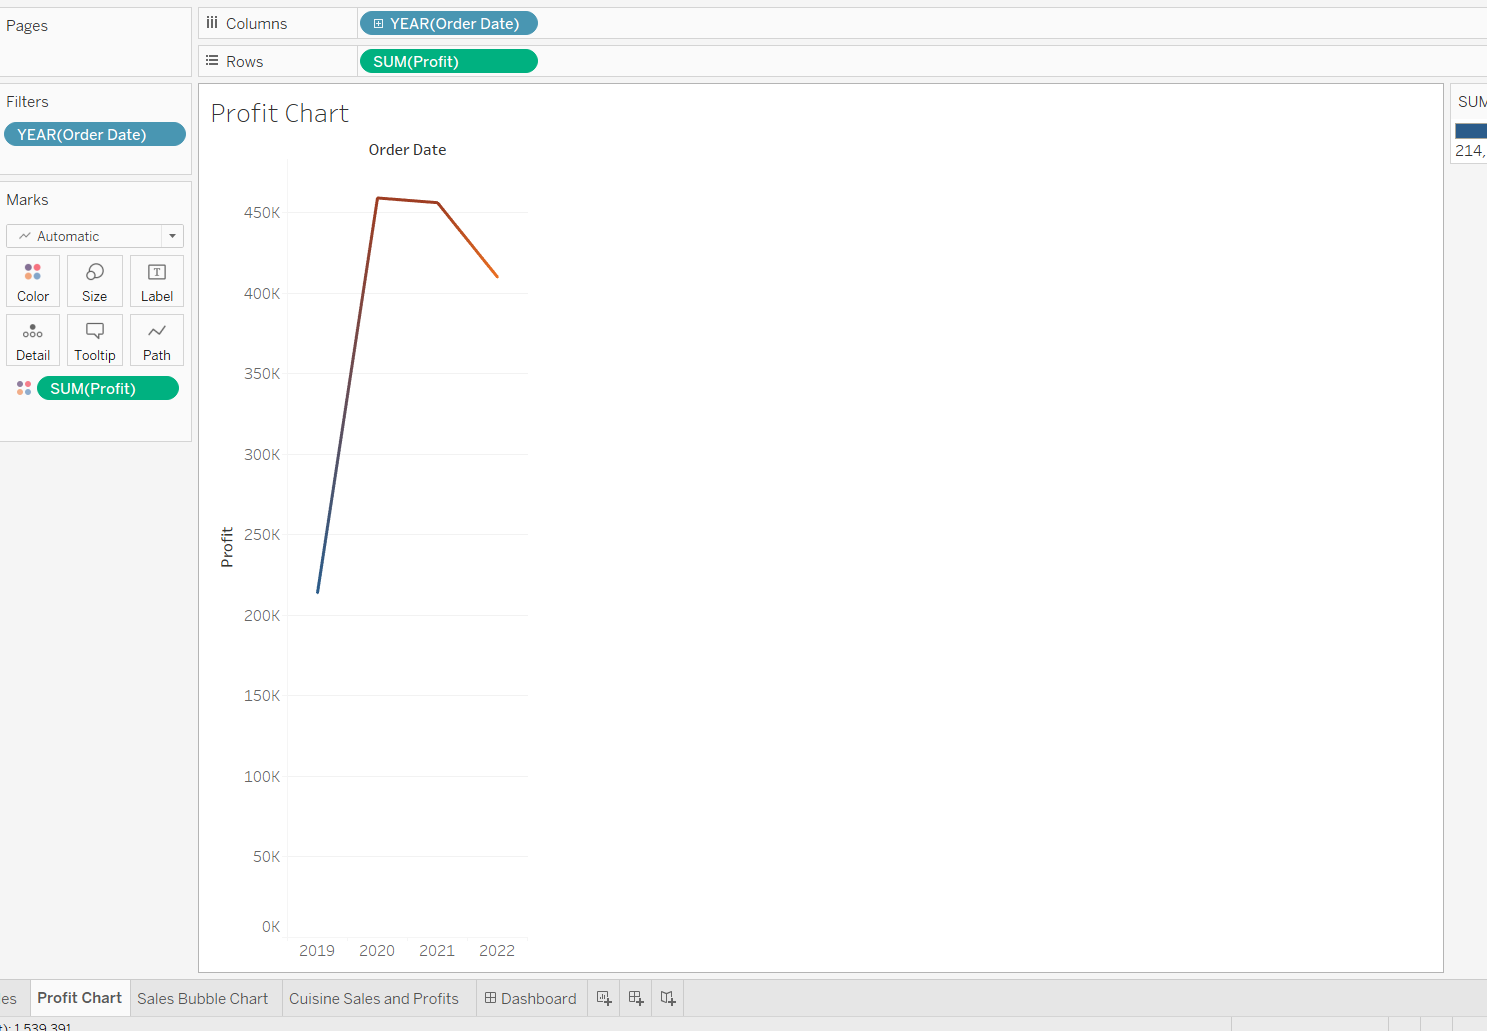 Pages
Columns
YEAR(Order Date)
Rows
SUM(Profit)
Filters
YEAR(Order Date)
Marks
Automatic
Color
Size
Label
Detail
Tooltip
Path
SUM(Profit)
Profit Chart
Order Date
450K
400K
350K
300K
250K
200K
150K
100K
50K
0K
Profit
2019
2020
2021
2022
SUM
214,
es
Profit Chart
Sales Bubble Chart
Cuisine Sales and Profits
Dashboard
t): 1,539,391